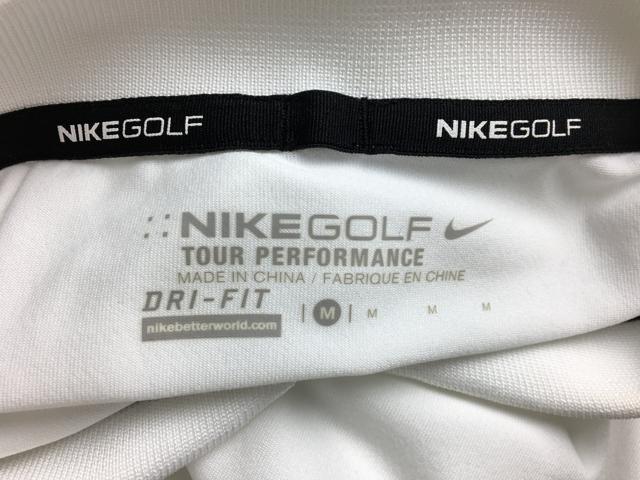 NIKEGOLF NIKEGOLF
::NIKEGOLF
TOUR PERFORMANCE
MADE IN CHINA / FABRIQUE EN CHINE
DRI-FIT
nikebetterworld.com
| M | M M M